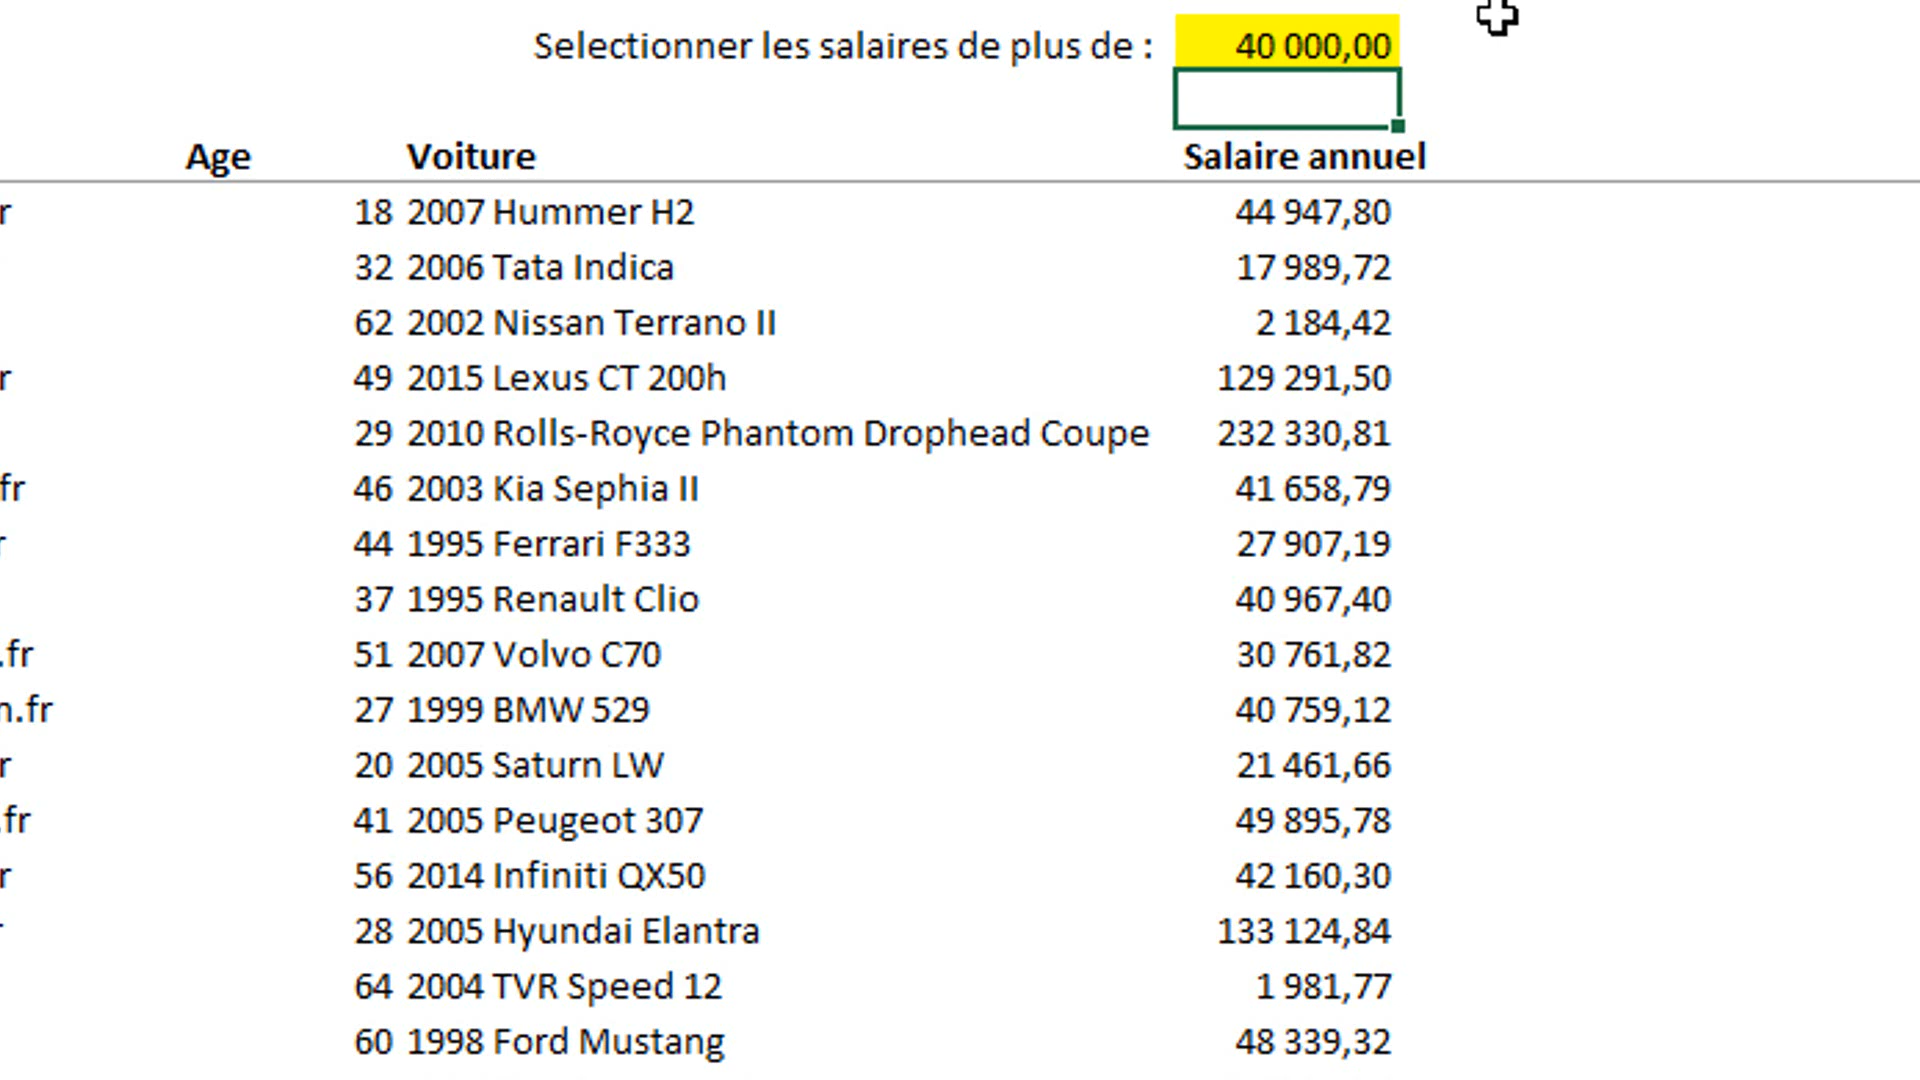 Selectionner les salaires de plus de : 40 000,00
Age Voiture Salaire annuel
r 18 2007 Hummer H2 44 947,80
32 2006 Tata Indica 17 989,72
62 2002 Nissan Terrano II 2 184,42
r 49 2015 Lexus CT 200h 129 291,50
29 2010 Rolls-Royce Phantom Drophead Coupe 232 330,81
fr 46 2003 Kia Sephia II 41 658,79
r 44 1995 Ferrari F333 27 907,19
37 1995 Renault Clio 40 967,40
.fr 51 2007 Volvo C70 30 761,82
n.fr 27 1999 BMW 529 40 759,12
r 20 2005 Saturn LW 21 461,66
.fr 41 2005 Peugeot 307 49 895,78
r 56 2014 Infiniti QX50 42 160,30
28 2005 Hyundai Elantra 133 124,84
64 2004 TVR Speed 12 1 981,77
60 1998 Ford Mustang 48 339,32